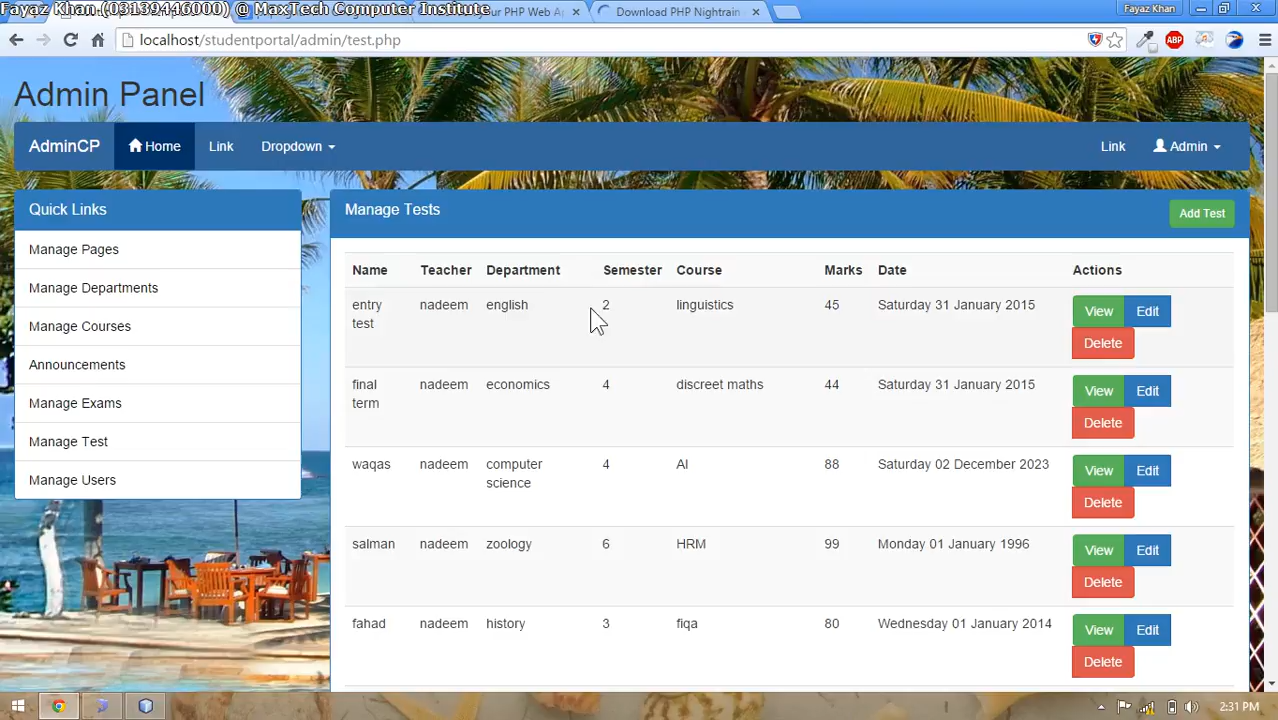 Fayaz Khan (03139446000) @ MaxTech Computer Institute
our PHP Web Ap
Download PHP Nightrain
Fayaz Khan
localhost/studentportal/admin/test.php
ABP
Admin Panel
AdminCP Home Link Dropdown Link Admin
Quick Links
Manage Pages
Manage Departments
Manage Courses
Announcements
Manage Exams
Manage Test
Manage Users
Manage Tests Add Test
Name Teacher Department Semester Course Marks Date Actions
entry test nadeem english 2 linguistics 45 Saturday 31 January 2015 View Edit Delete
final term nadeem economics 4 discreet maths 44 Saturday 31 January 2015 View Edit Delete
waqas nadeem computer science 4 AI 88 Saturday 02 December 2023 View Edit Delete
salman nadeem zoology 6 HRM 99 Monday 01 January 1996 View Edit Delete
fahad nadeem history 3 fiqa 80 Wednesday 01 January 2014 View Edit Delete
2:31 PM